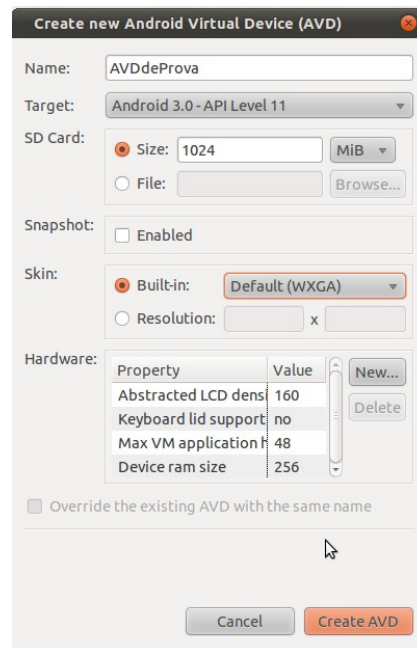 Create new Android Virtual Device (AVD)
Name: AVDdeProva
Target: Android 3.0 - API Level 11
SD Card:
Size: 1024 MiB
File: Browse...
Snapshot:
Enabled
Skin:
Built-in: Default (WXGA)
Resolution: x
Hardware:
Property Value New...
Abstracted LCD densi 160
Delete
Keyboard lid support no
Max VM application h 48
Device ram size 256
Override the existing AVD with the same name
Cancel Create AVD